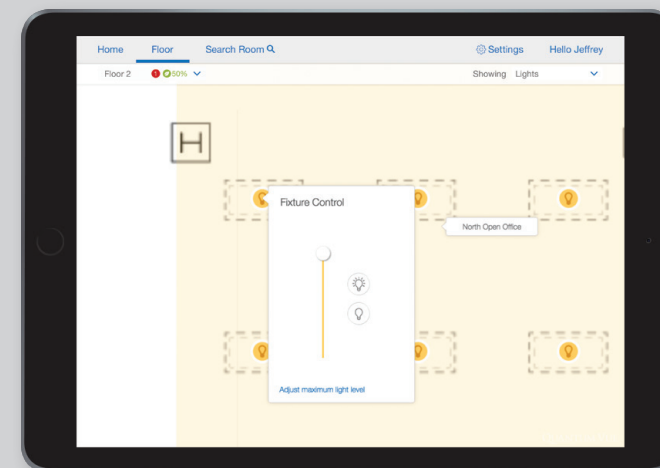 Home Floor Search Room Settings Hello Jeffrey
Floor 2 ! 50% Showing Lights
H
Fixture Control
North Open Office
Adjust maximum light level